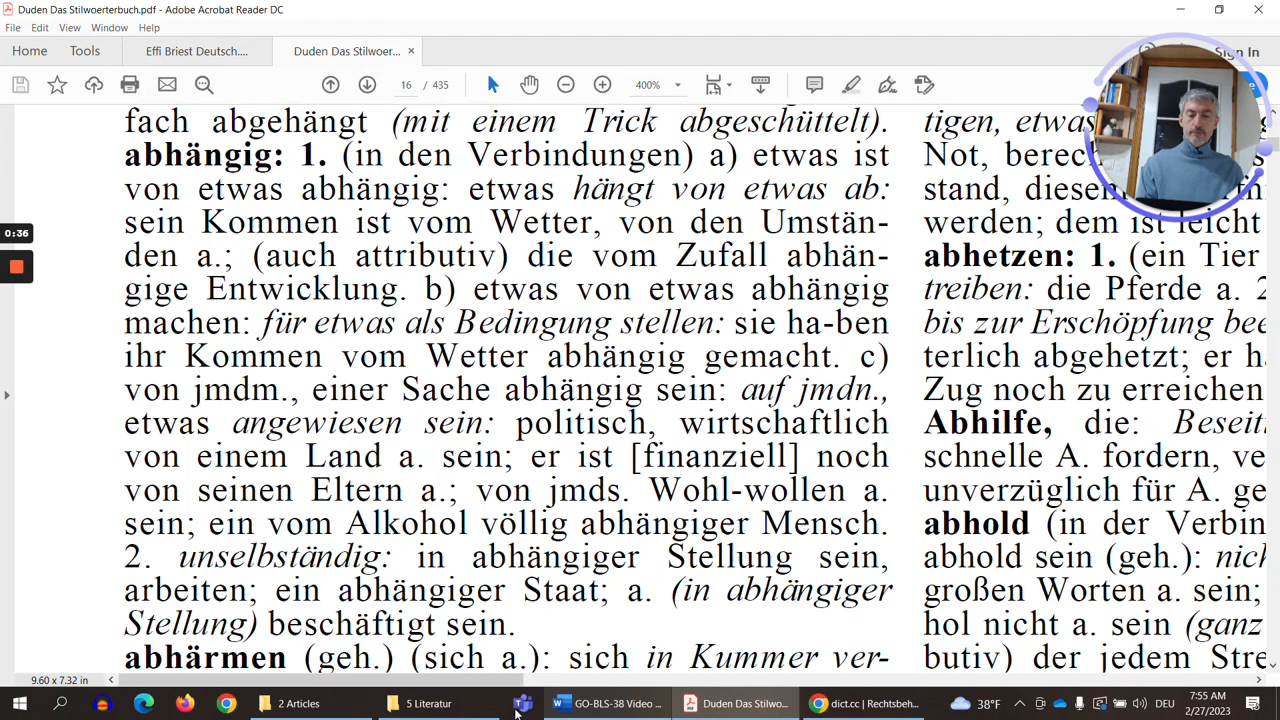 Duden Das Stilwoerterbuch.pdf - Adobe Acrobat Reader DC
File Edit View Window Help
Home Tools Effi Briest Deutsch.... Duden Das Stilwoer... Sign In
16 / 435 400%
0:36
fach abgehängt (mit einem Trick abgeschüttelt).
abhängig: 1. (in den Verbindungen) a) etwas ist
von etwas abhängig: etwas hängt von etwas ab:
sein Kommen ist vom Wetter, von den Umstän-
den a.; (auch attributiv) die vom Zufall abhän-
gige Entwicklung. b) etwas von etwas abhängig
machen: für etwas als Bedingung stellen: sie ha-ben
ihr Kommen vom Wetter abhängig gemacht. c)
von jmdm., einer Sache abhängig sein: auf jmdn.,
etwas angewiesen sein: politisch, wirtschaftlich
von einem Land a. sein; er ist [finanziell] noch
von seinen Eltern a.; von jmds. Wohl-wollen a.
sein; ein vom Alkohol völlig abhängiger Mensch.
2. unselbständig: in abhängiger Stellung sein,
arbeiten; ein abhängiger Staat; a. (in abhängiger
Stellung) beschäftigt sein.
abhärmen (geh.) (sich a.): sich in Kummer ver-
tigen, etwas
Not, berech
stand, diesem
werden; dem ist leicht
abhetzen: 1. (ein Tier
treiben: die Pferde a. 2
bis zur Erschöpfung bee
terlich abgehetzt; er h
Zug noch zu erreichen
Abhilfe, die: Beseit
schnelle A. fordern, ve
unverzüglich für A. ge
abhold (in der Verbin
abhold sein (geh.): nich
großen Worten a. sein;
hol nicht a. sein (ganz
butiv) der jedem Stre
9.60 x 7.32 in
2 Articles 5 Literatur GO-BLS-38 Video ... Duden Das Stilwo... dict.cc | Rechtsbeh... 38°F DEU
7:55 AM
2/27/2023